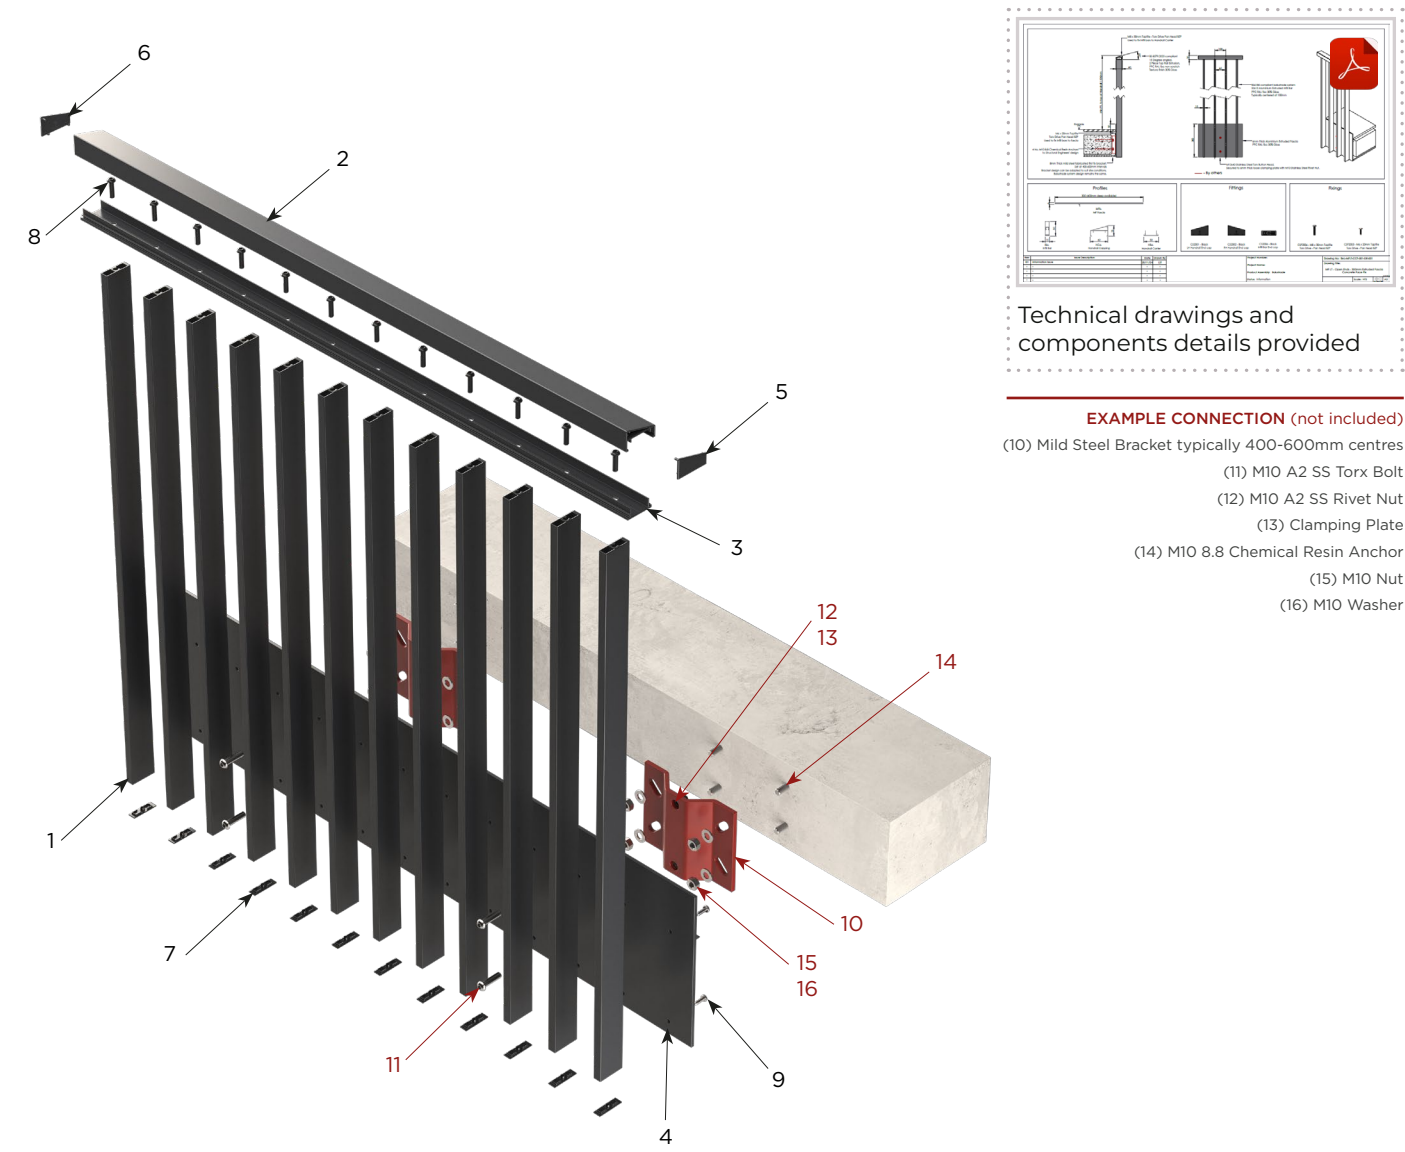 6
2
8
5
3
12
13
14
1
7
10
15
16
11
9
4
Profiles
Fittings
Fixings
Technical drawings and
components details provided
EXAMPLE CONNECTION (not included)
(10) Mild Steel Bracket typically 400-600mm centres
(11) M10 A2 SS Torx Bolt
(12) M10 A2 SS Rivet Nut
(13) Clamping Plate
(14) M10 8.8 Chemical Resin Anchor
(15) M10 Nut
(16) M10 Washer